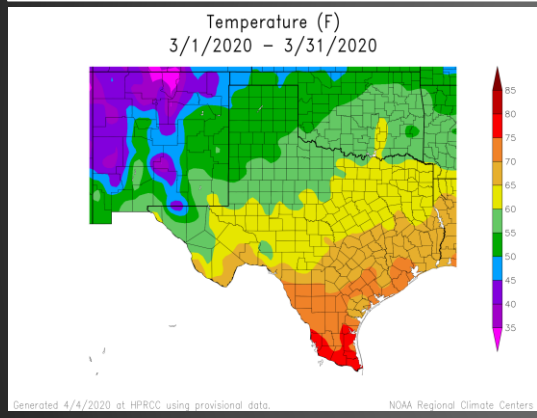 Temperature (F)
3/1/2020 – 3/31/2020
85
80
75
70
65
60
55
50
45
40
35
Generated 4/4/2020 at HPRCC using provisional data.
NOAA Regional Climate Centers